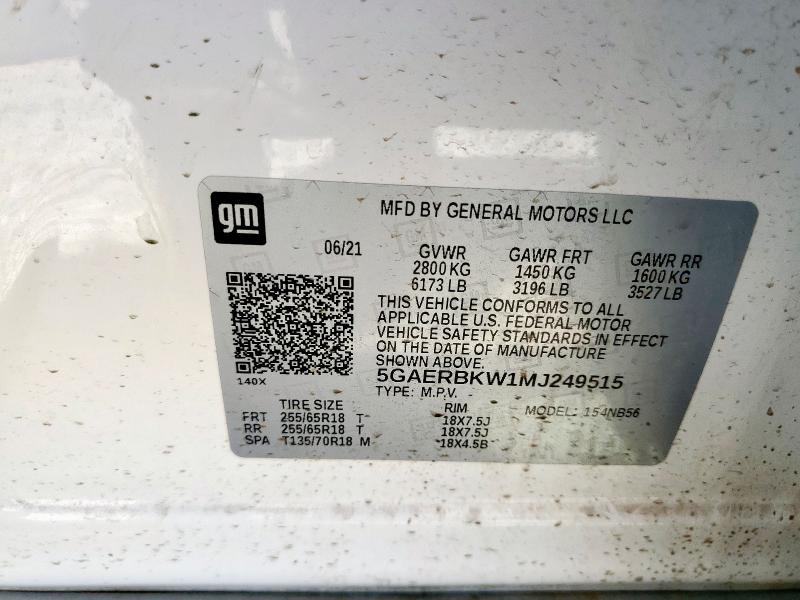 gm
MFD BY GENERAL MOTORS LLC
06/21 GVWR GAWR FRT GAWR RR
2800 KG 1450 KG 1600 KG
6173 LB 3196 LB 3527 LB
THIS VEHICLE CONFORMS TO ALL
APPLICABLE U.S. FEDERAL MOTOR
VEHICLE SAFETY STANDARDS IN EFFECT
ON THE DATE OF MANUFACTURE
SHOWN ABOVE.
140X
5GAERBKW1MJ249515
TYPE: M.P.V.
MODEL: 154NB56
TIRE SIZE RIM
FRT 255/65R18 T 18X7.5J
RR 255/65R18 T 18X7.5J
SPA T135/70R18 M 18X4.5B